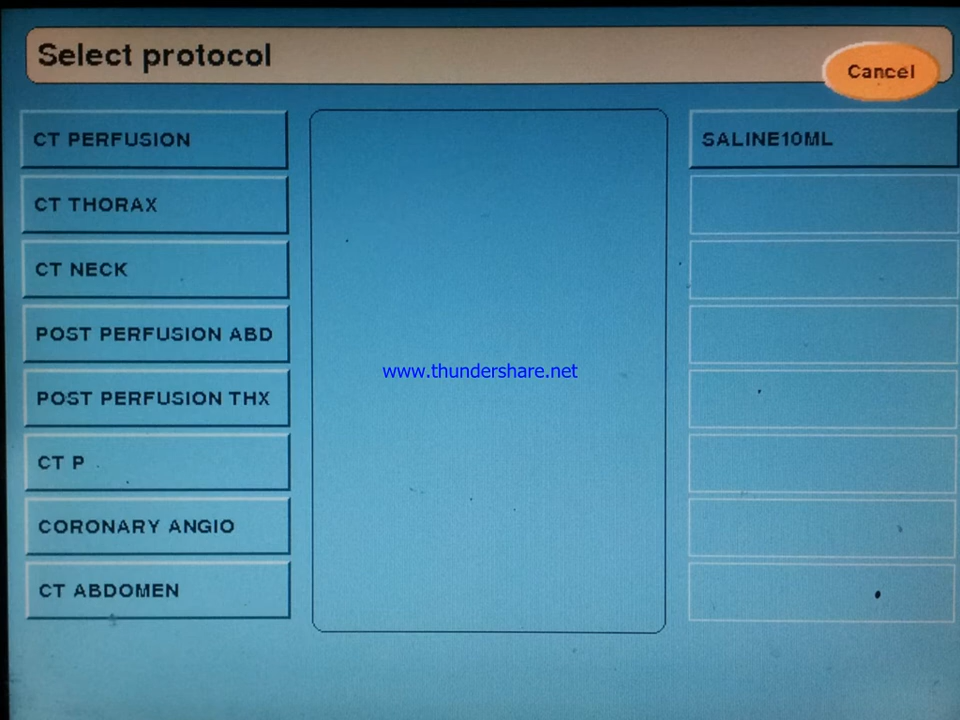 Select protocol
Cancel
CT PERFUSION
CT THORAX
CT NECK
POST PERFUSION ABD
POST PERFUSION THX
CT P
CORONARY ANGIO
CT ABDOMEN
www.thundershare.net
SALINE10ML